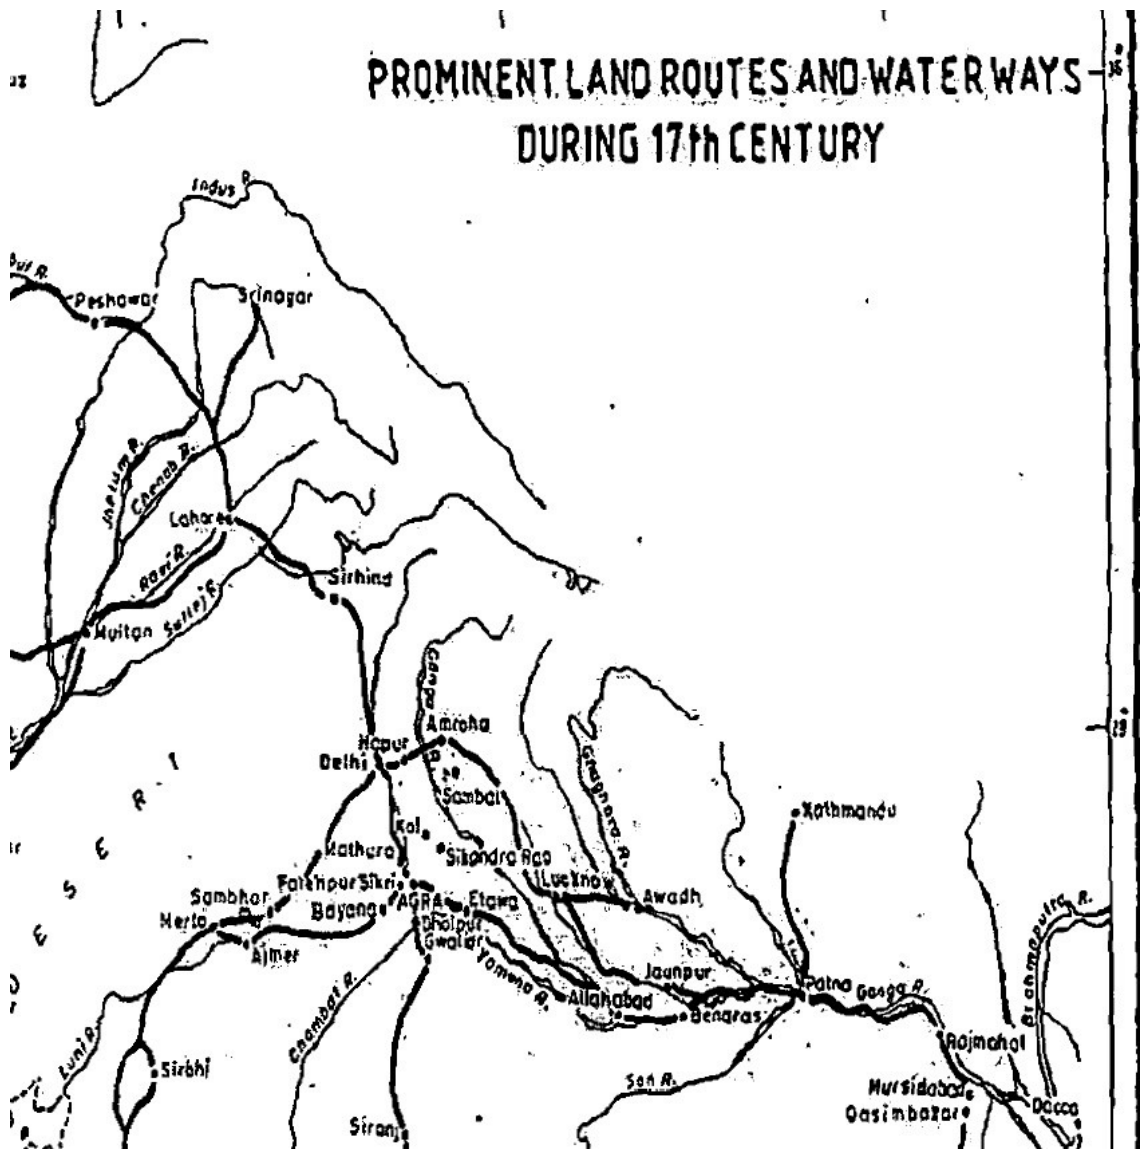 PROMINENT LAND ROUTES AND WATER WAYS
DURING 17th CENTURY
Indus R.
Peshawar
Srinagar
Jhelum R.
Chenab R.
Lahore
Ravi R.
Sutlej R.
Sirhind
Multan
Ganga R.
Amroha
Hapur
Delhi
Sambal
Ghaghara R.
Kathmandu
Kol
Mathura
Sikandra Rao
Lucknow
Awadh
Fatehpur Sikri
Sambhar
AGRA
Etawa
Merta
Bayana
Dholpur
Gwalior
Ajmer
Yamuna R.
Jaunpur
Allahabad
Benaras
Patna
Ganga R.
Brahmaputra R.
Chambal R.
Luni R.
Rajmahal
Sirohi
Son R.
Mursidabad
Qasimbazar
Dacca
Siranj
D E S E R T